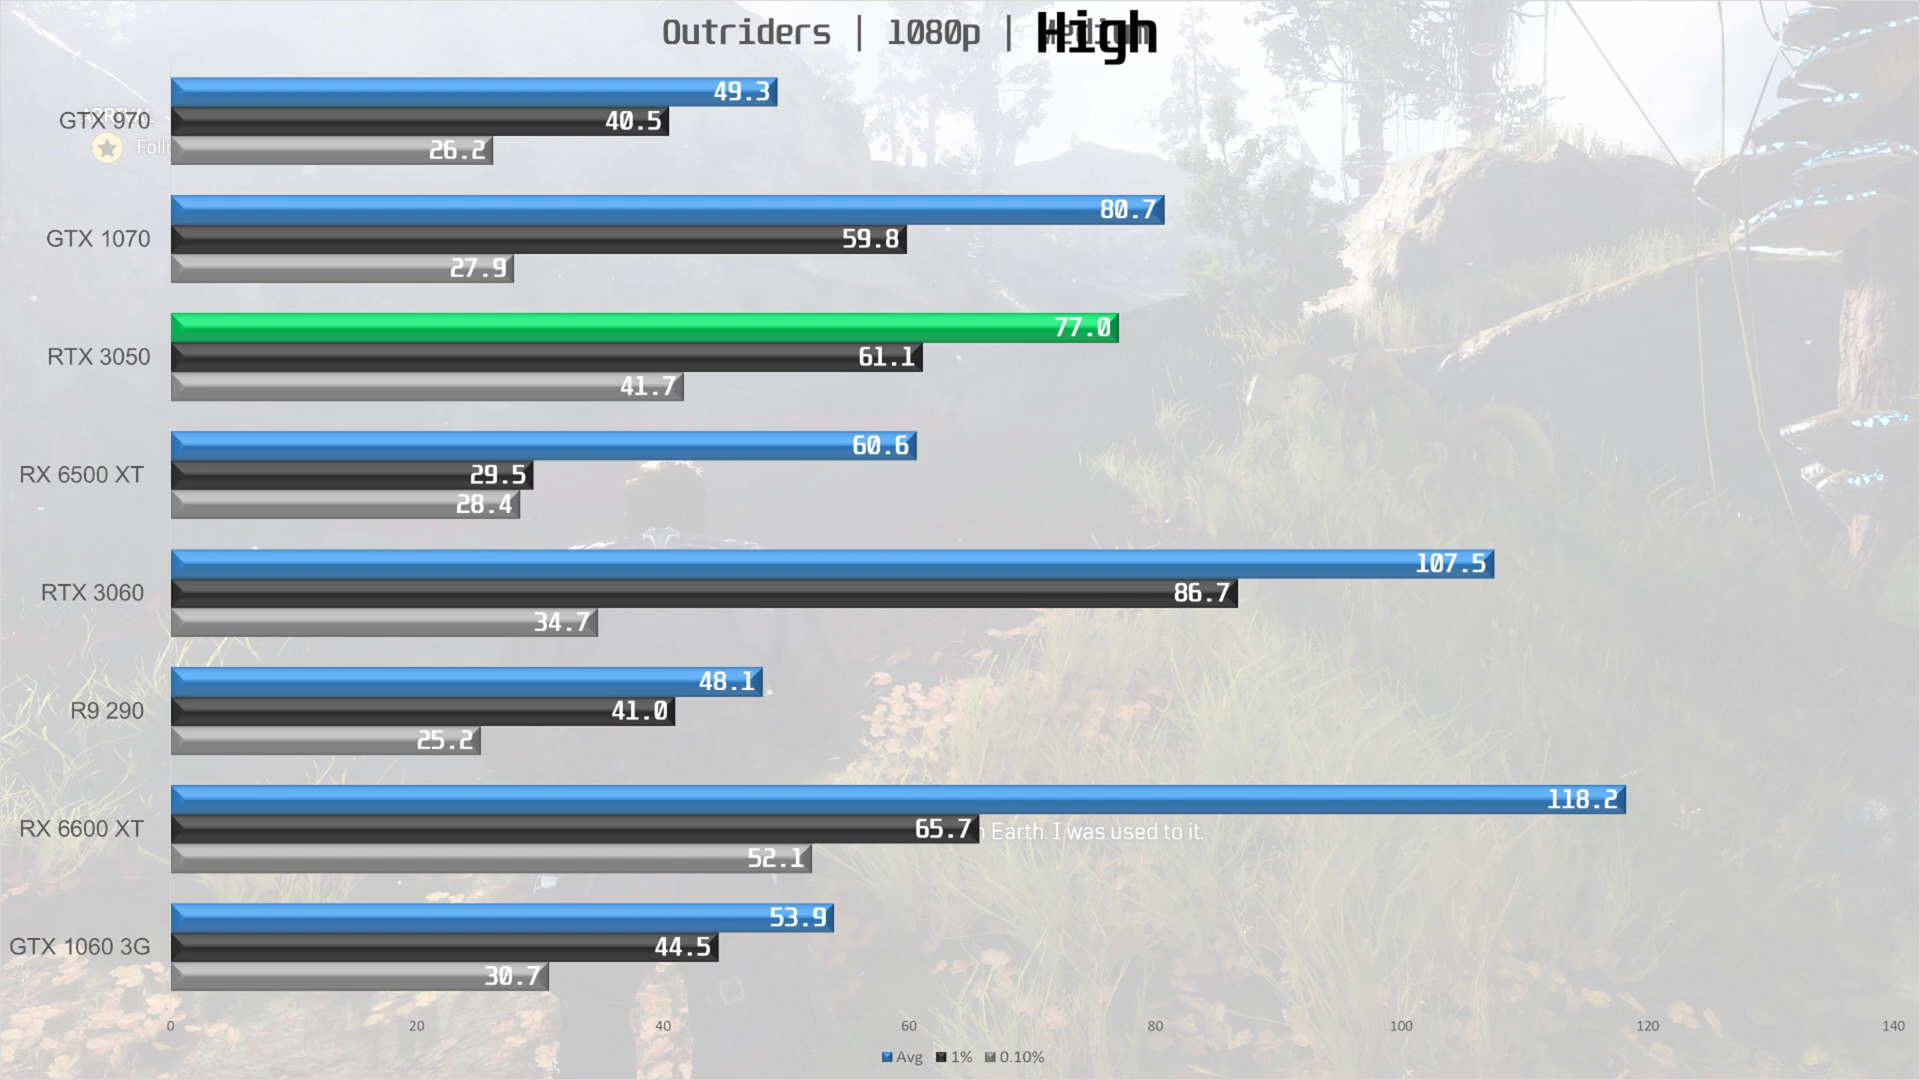 Outriders | 1080p | High
GTX 970
49.3
40.5
26.2
GTX 1070
80.7
59.8
27.9
RTX 3050
77.0
61.1
41.7
RX 6500 XT
60.6
29.5
28.4
RTX 3060
107.5
86.7
34.7
R9 290
48.1
41.0
25.2
RX 6600 XT
118.2
65.7
52.1
Earth. I was used to it.
GTX 1060 3G
53.9
44.5
30.7
0 20 40 60 80 100 120 140
Avg 1% 0.10%